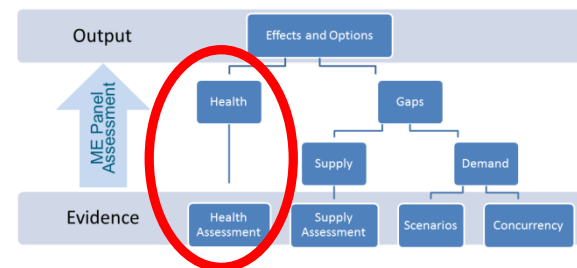 Output
Effects and Options
ME Panel
Assessment
Health
Gaps
Supply
Demand
Evidence
Health
Assessment
Supply
Assessment
Scenarios
Concurrency